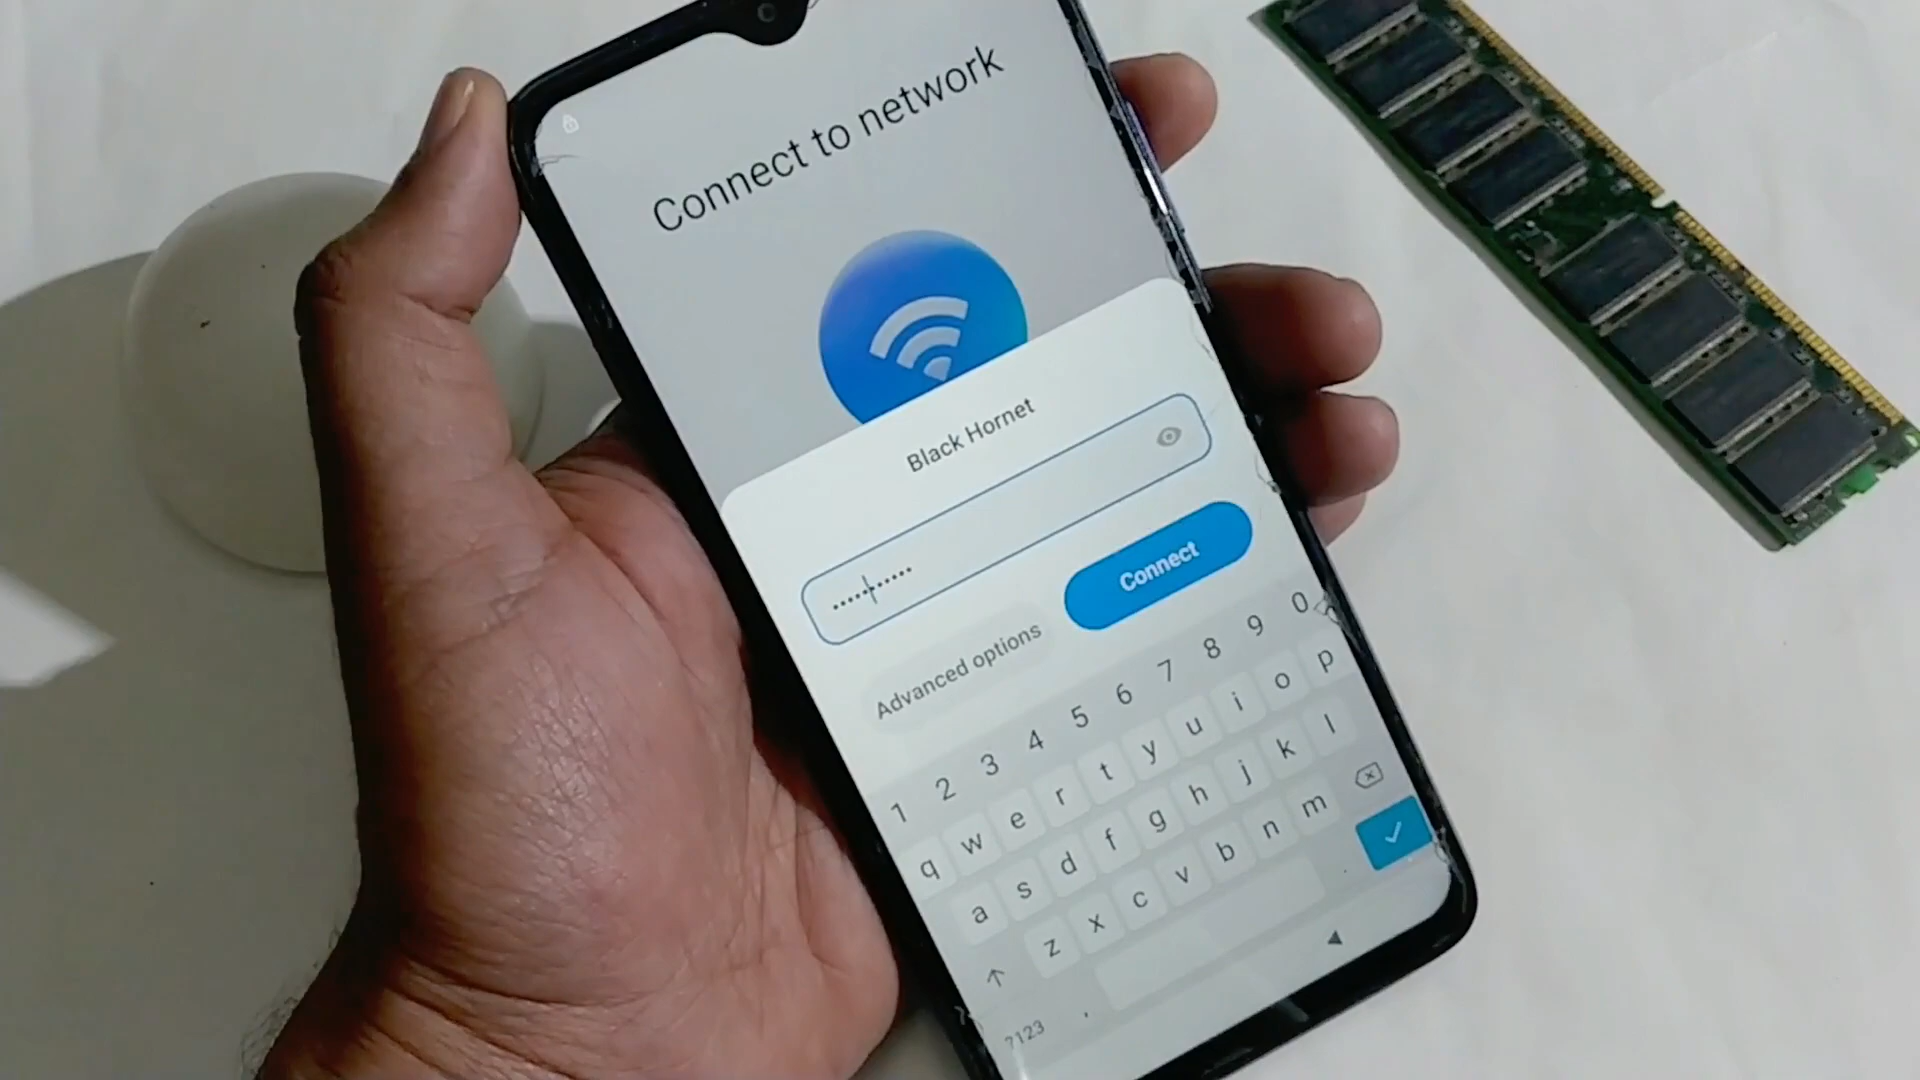 Connect to network
Black Hornet
••••••••••
Connect
Advanced options
1 2 3 4 5 6 7 8 9 0
q w e r t y u i o p
a s d f g h j k l
z x c v b n m
?123 , .